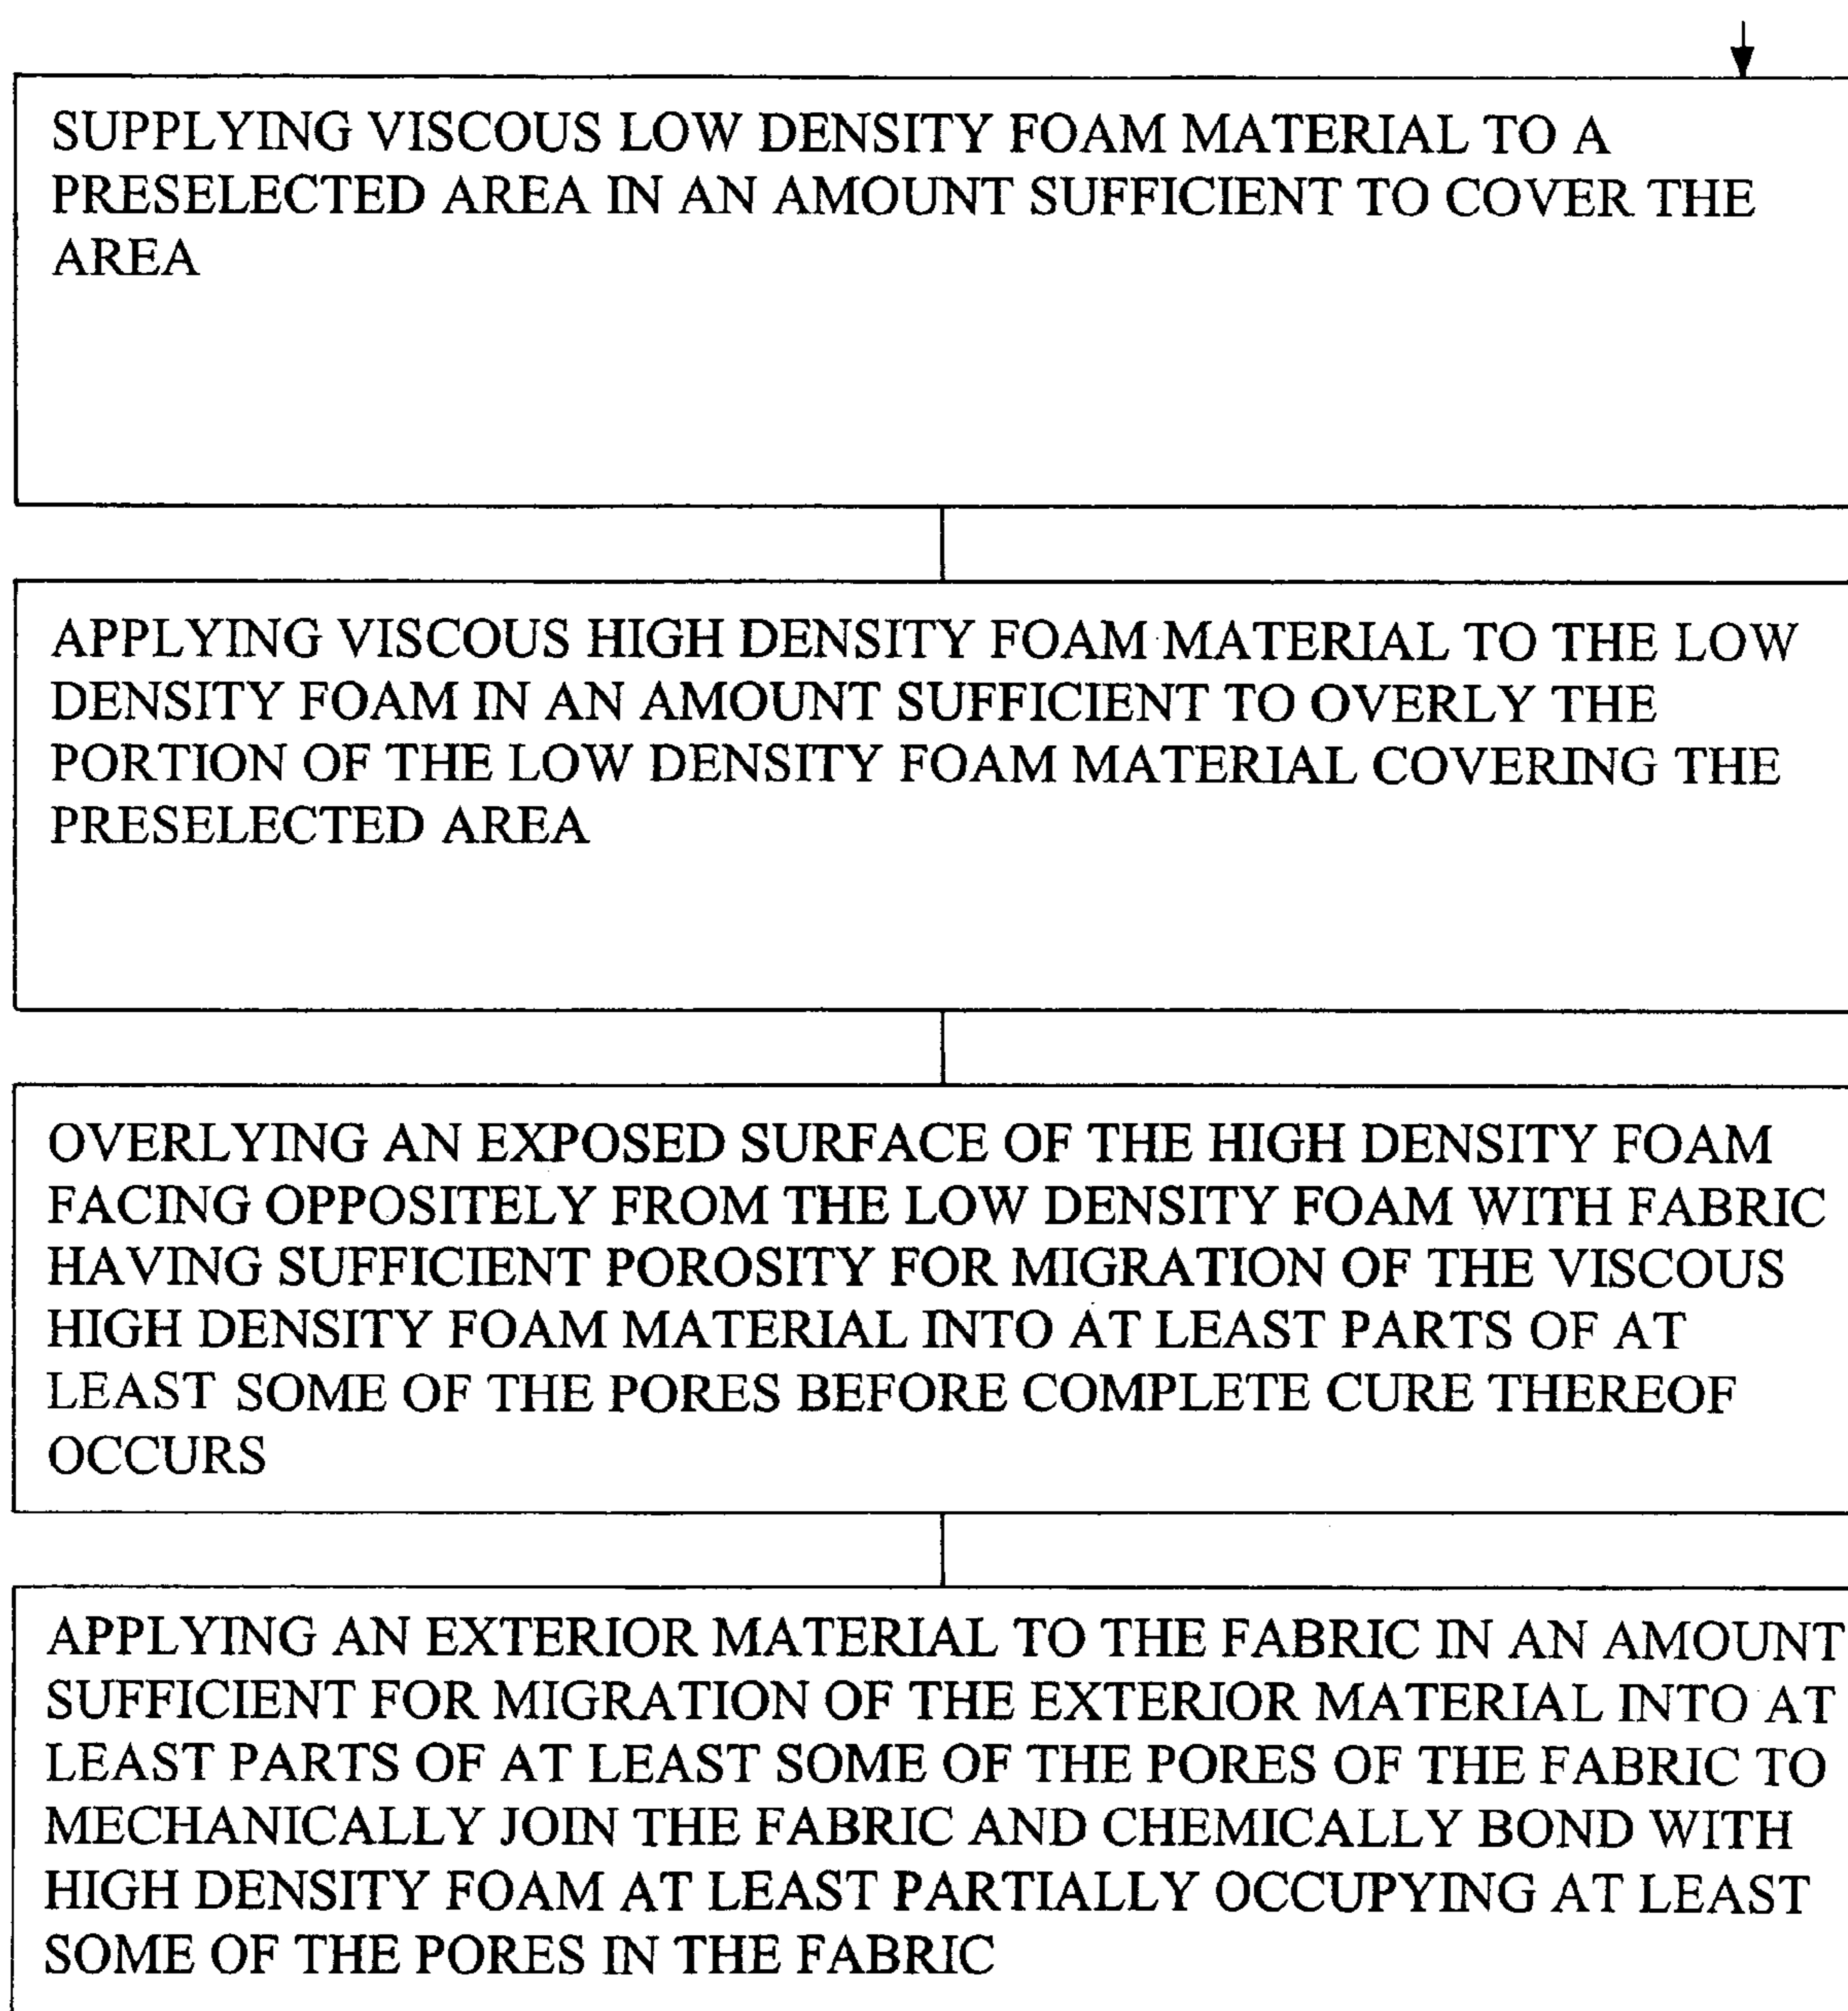 SUPPLYING VISCOUS LOW DENSITY FOAM MATERIAL TO A
PRESELECTED AREA IN AN AMOUNT SUFFICIENT TO COVER THE
AREA
APPLYING VISCOUS HIGH DENSITY FOAM MATERIAL TO THE LOW
DENSITY FOAM IN AN AMOUNT SUFFICIENT TO OVERLY THE
PORTION OF THE LOW DENSITY FOAM MATERIAL COVERING THE
PRESELECTED AREA
OVERLYING AN EXPOSED SURFACE OF THE HIGH DENSITY FOAM
FACING OPPOSITELY FROM THE LOW DENSITY FOAM WITH FABRIC
HAVING SUFFICIENT POROSITY FOR MIGRATION OF THE VISCOUS
HIGH DENSITY FOAM MATERIAL INTO AT LEAST PARTS OF AT
LEAST SOME OF THE PORES BEFORE COMPLETE CURE THEREOF
OCCURS
APPLYING AN EXTERIOR MATERIAL TO THE FABRIC IN AN AMOUNT
SUFFICIENT FOR MIGRATION OF THE EXTERIOR MATERIAL INTO AT
LEAST PARTS OF AT LEAST SOME OF THE PORES OF THE FABRIC TO
MECHANICALLY JOIN THE FABRIC AND CHEMICALLY BOND WITH
HIGH DENSITY FOAM AT LEAST PARTIALLY OCCUPYING AT LEAST
SOME OF THE PORES IN THE FABRIC